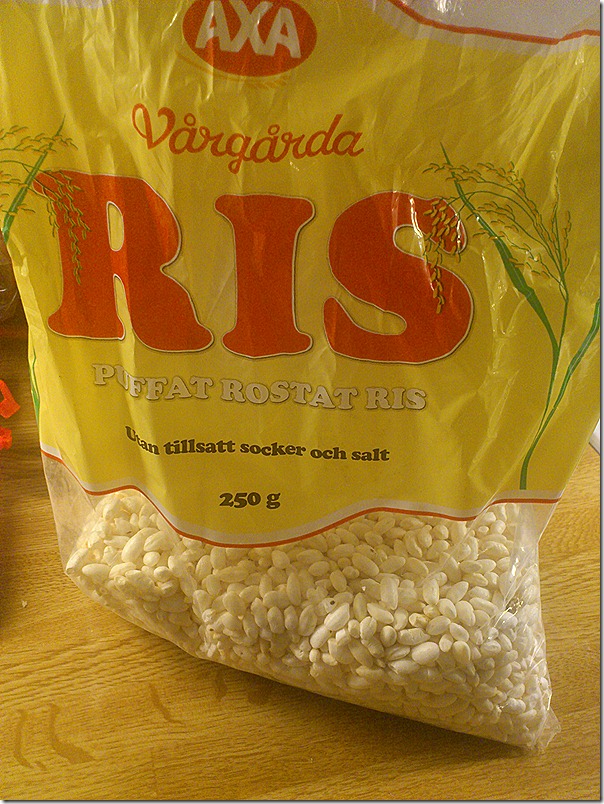 AXA
Vårgårda
RIS
PUFFAT ROSTAT RIS
Utan tillsatt socker och salt
250 g